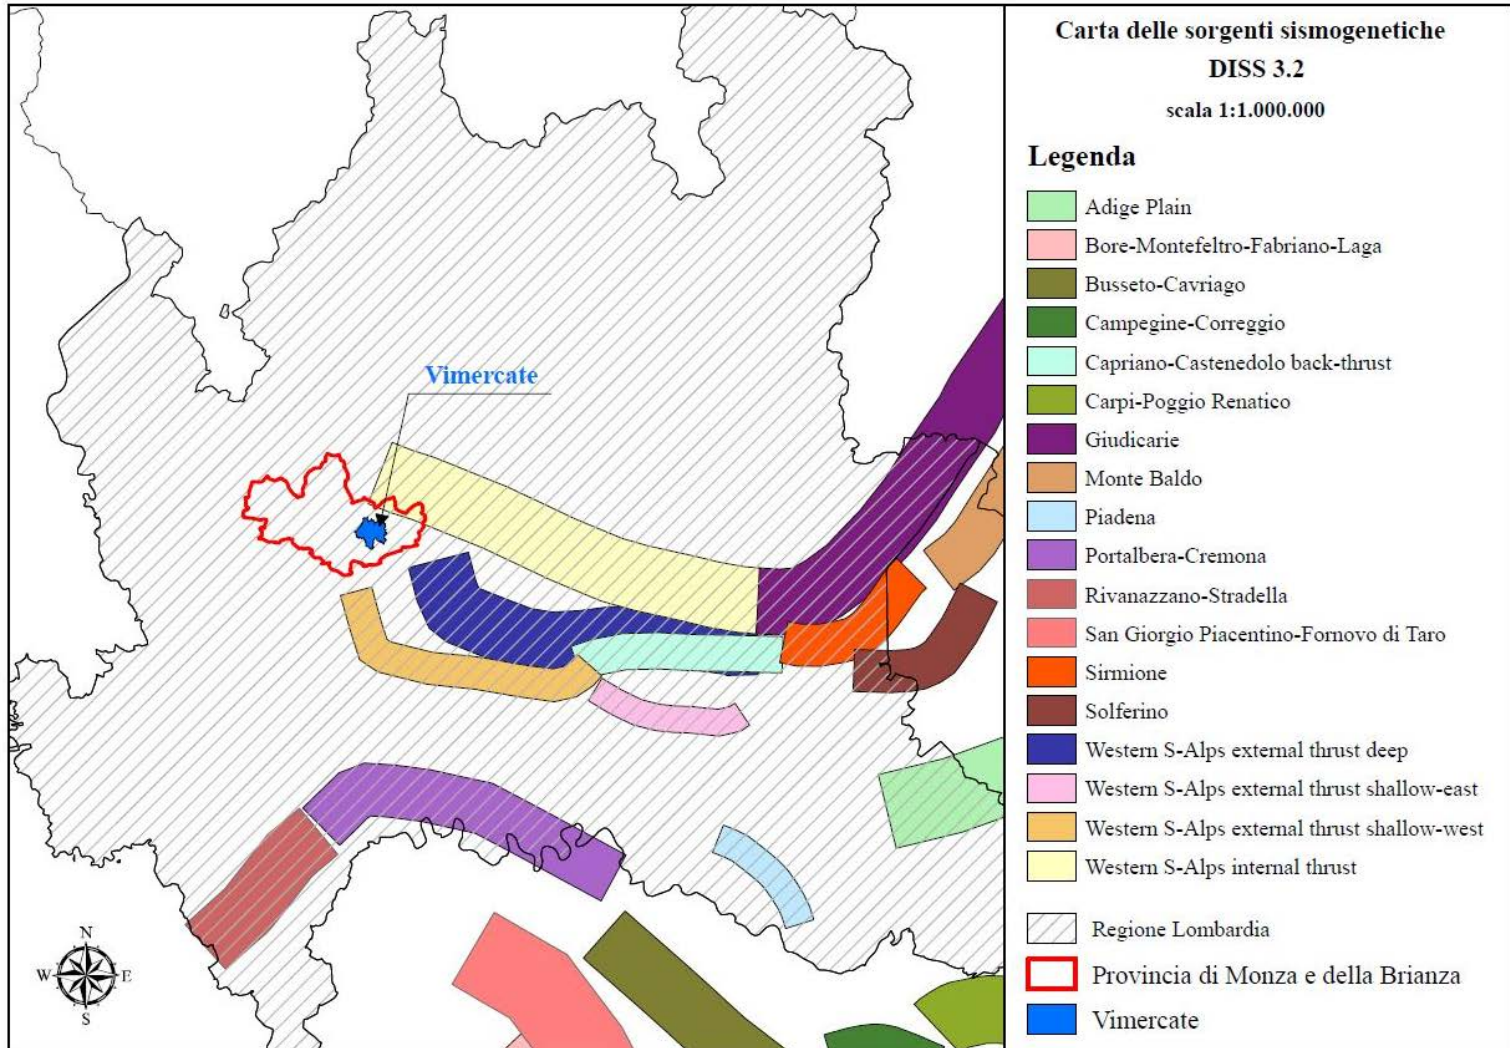 Carta delle sorgenti sismogenetiche
DISS 3.2
scala 1:1.000.000
Legenda
Adige Plain
Bore-Montefeltro-Fabriano-Laga
Busseto-Cavriago
Campegine-Correggio
Capriano-Castenedolo back-thrust
Carpi-Poggio Renatico
Giudicarie
Monte Baldo
Piadena
Portalbera-Cremona
Rivanazzano-Stradella
San Giorgio Piacentino-Fornovo di Taro
Sirmione
Solferino
Western S-Alps external thrust deep
Western S-Alps external thrust shallow-east
Western S-Alps external thrust shallow-west
Western S-Alps internal thrust
Regione Lombardia
Provincia di Monza e della Brianza
Vimercate
Vimercate
N
W E
S